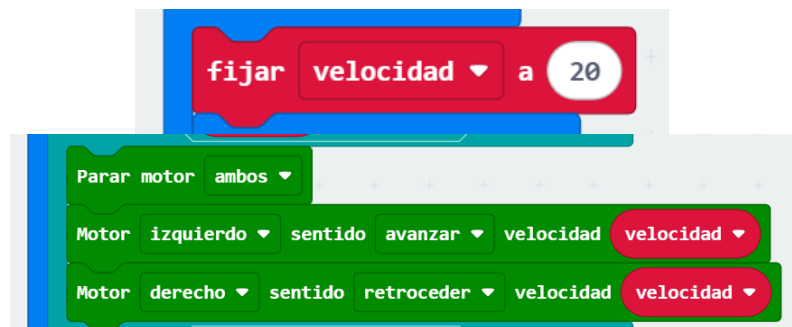 fijar velocidad a 20
Parar motor ambos
Motor izquierdo sentido avanzar velocidad velocidad
Motor derecho sentido retroceder velocidad velocidad